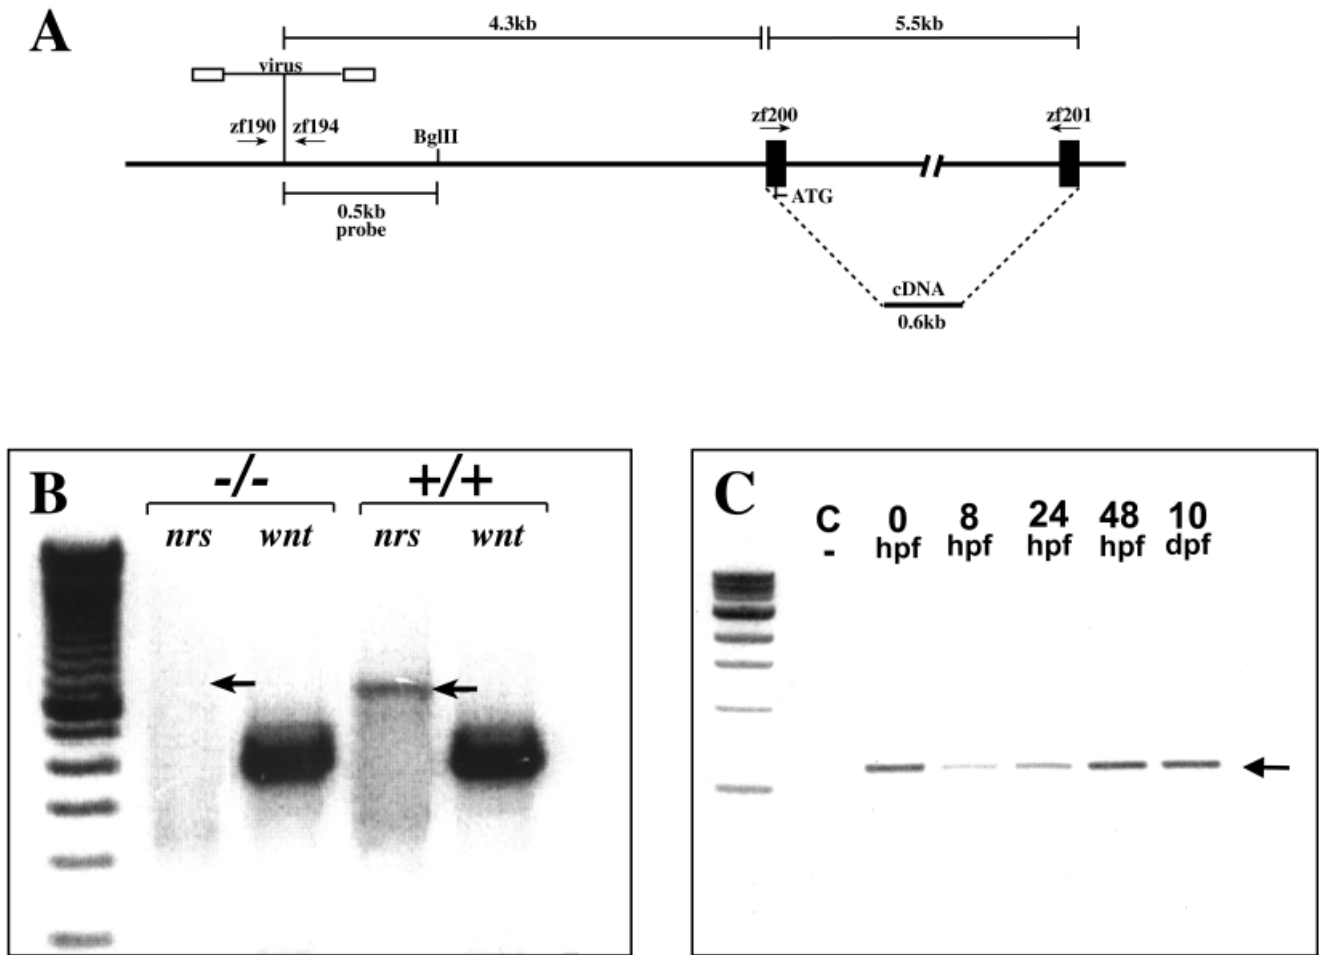 A
4.3kb
5.5kb
virus
zf190
zf194
BglII
zf200
zf201
ATG
0.5kb
probe
cDNA
0.6kb
B
-/-
+/+
nrs
wnt
nrs
wnt
C
C
-
0
hpf
8
hpf
24
hpf
48
hpf
10
dpf